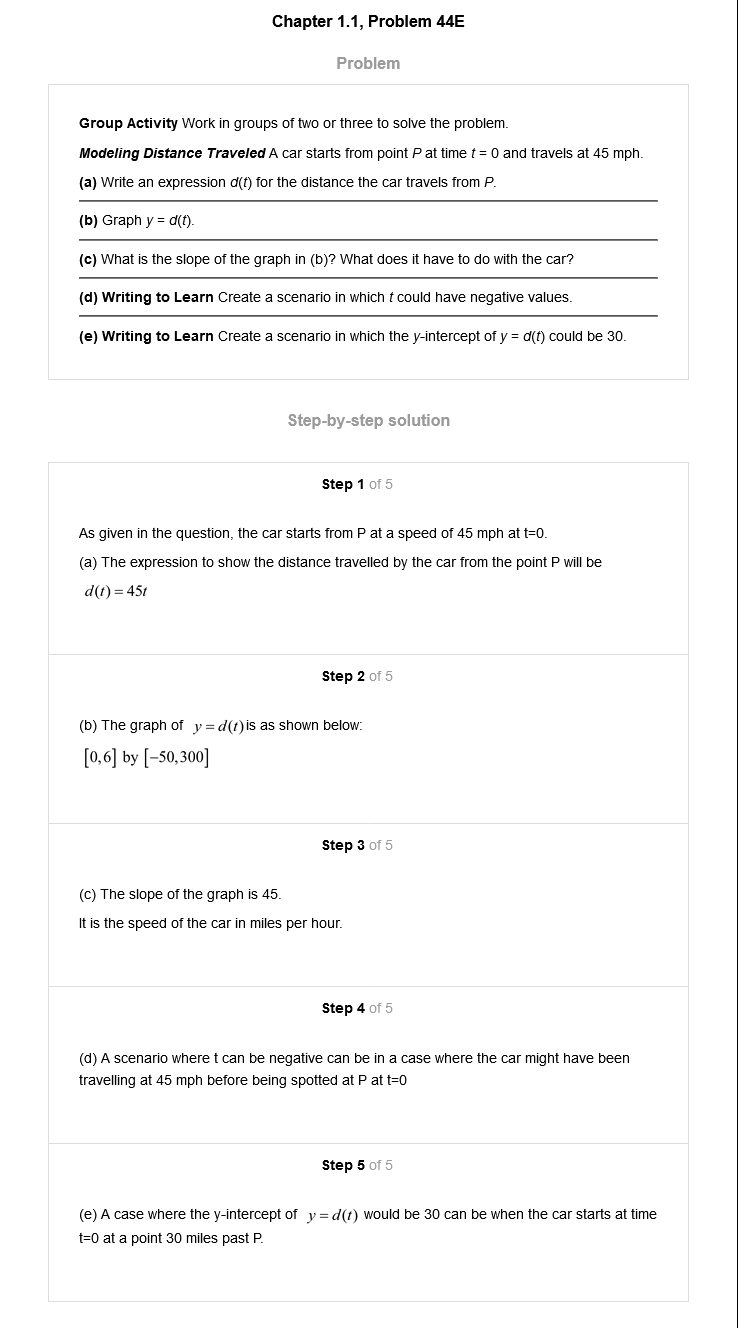 Chapter 1.1, Problem 44E
Problem
Group Activity Work in groups of two or three to solve the problem.
Modeling Distance Traveled A car starts from point P at time t = 0 and travels at 45 mph.
(a) Write an expression d(t) for the distance the car travels from P.
(b) Graph y = d(t).
(c) What is the slope of the graph in (b)? What does it have to do with the car?
(d) Writing to Learn Create a scenario in which t could have negative values.
(e) Writing to Learn Create a scenario in which the y-intercept of y = d(t) could be 30.
Step-by-step solution
Step 1 of 5
As given in the question, the car starts from P at a speed of 45 mph at t=0.
(a) The expression to show the distance travelled by the car from the point P will be
d(t) = 45t
Step 2 of 5
(b) The graph of y = d(t) is as shown below:
[0,6] by [−50,300]
Step 3 of 5
(c) The slope of the graph is 45.
It is the speed of the car in miles per hour.
Step 4 of 5
(d) A scenario where t can be negative can be in a case where the car might have been
travelling at 45 mph before being spotted at P at t=0
Step 5 of 5
(e) A case where the y-intercept of y = d(t) would be 30 can be when the car starts at time
t=0 at a point 30 miles past P.